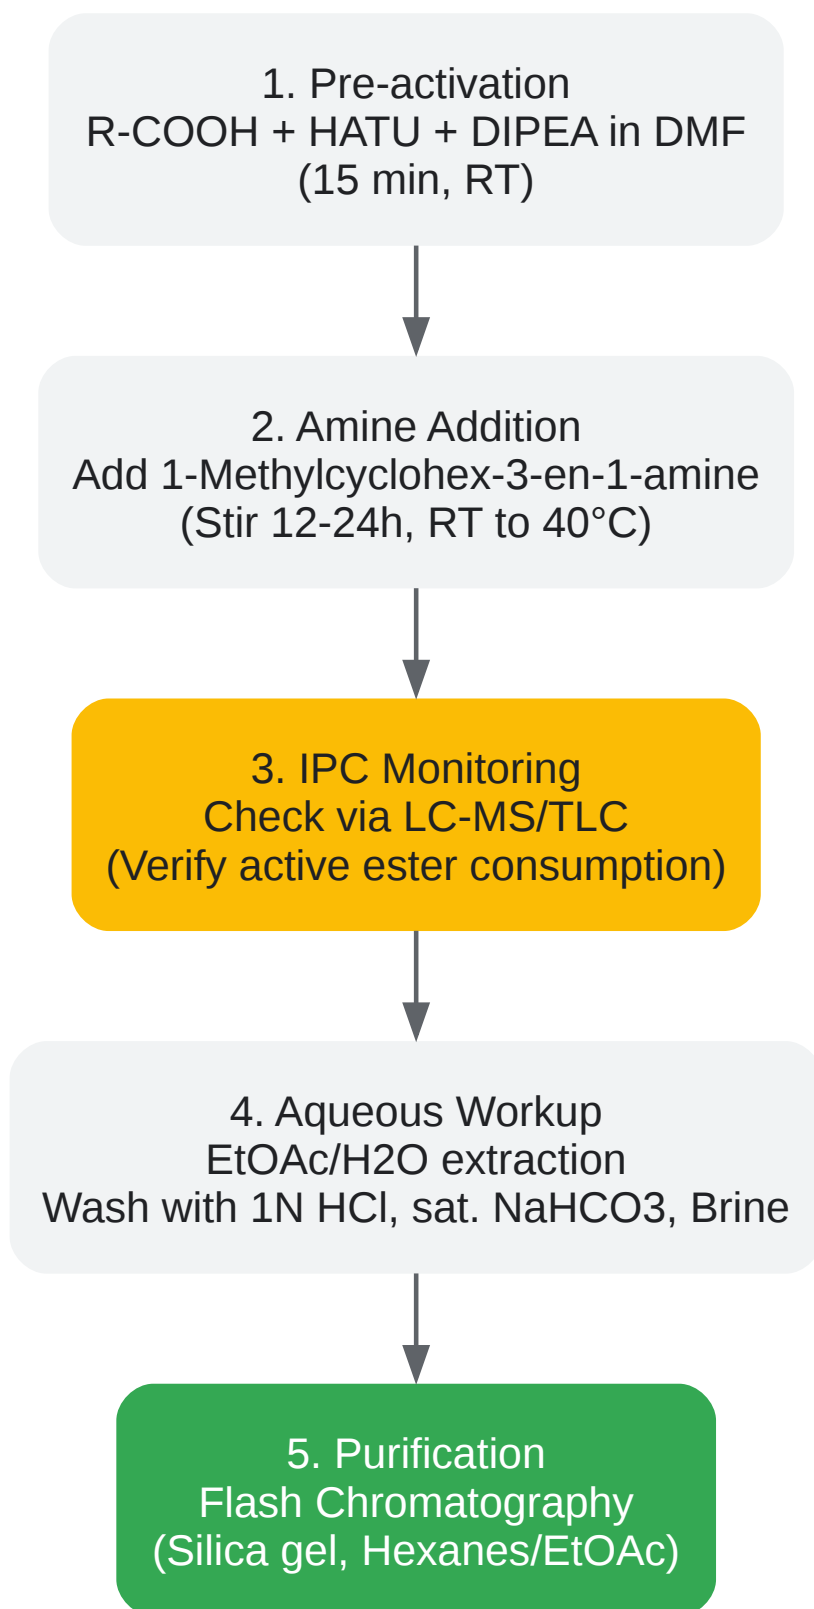 1. Pre-activation
R-COOH + HATU + DIPEA in DMF
(15 min, RT)
2. Amine Addition
Add 1-Methylcyclohex-3-en-1-amine
(Stir 12-24h, RT to 40°C)
3. IPC Monitoring
Check via LC-MS/TLC
(Verify active ester consumption)
4. Aqueous Workup
EtOAc/H2O extraction
Wash with 1N HCl, sat. NaHCO3, Brine
5. Purification
Flash Chromatography
(Silica gel, Hexanes/EtOAc)